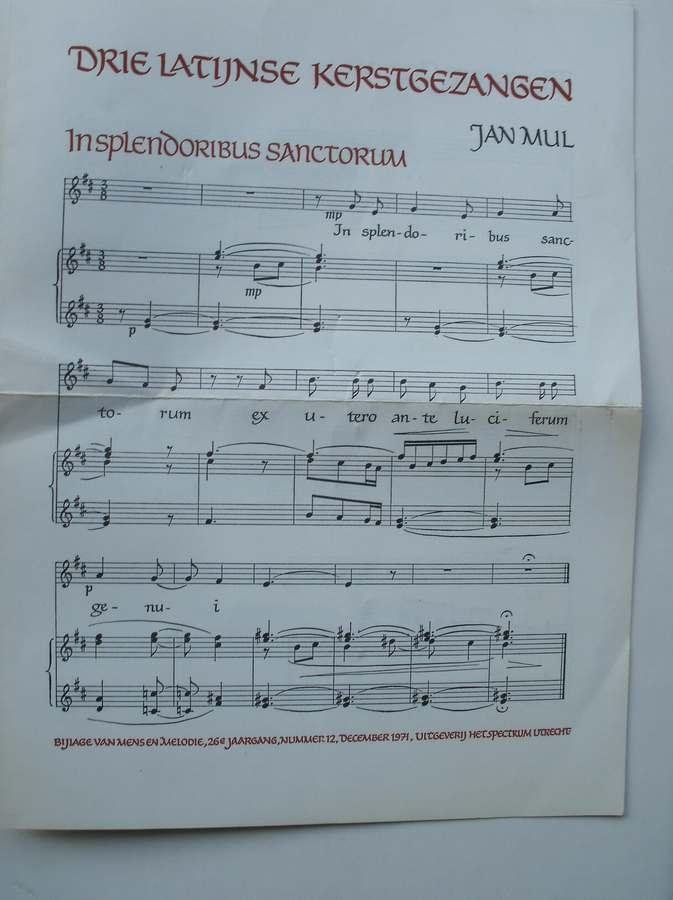 DRIE LATIJNSE KERSTGEZANGEN
JAN MUL
In splendoribus sanctorum
mp
In splen-do- ri- bus sanc-
mp
p
to- rum ex u- tero an-te lu- ci- ferum
p
ge- nu- i
BIJLAGE VAN MENS EN MELODIE, 26e JAARGANG, NUMMER 12, DECEMBER 1971, UITGEVERIJ HET SPECTRUM UTRECHT